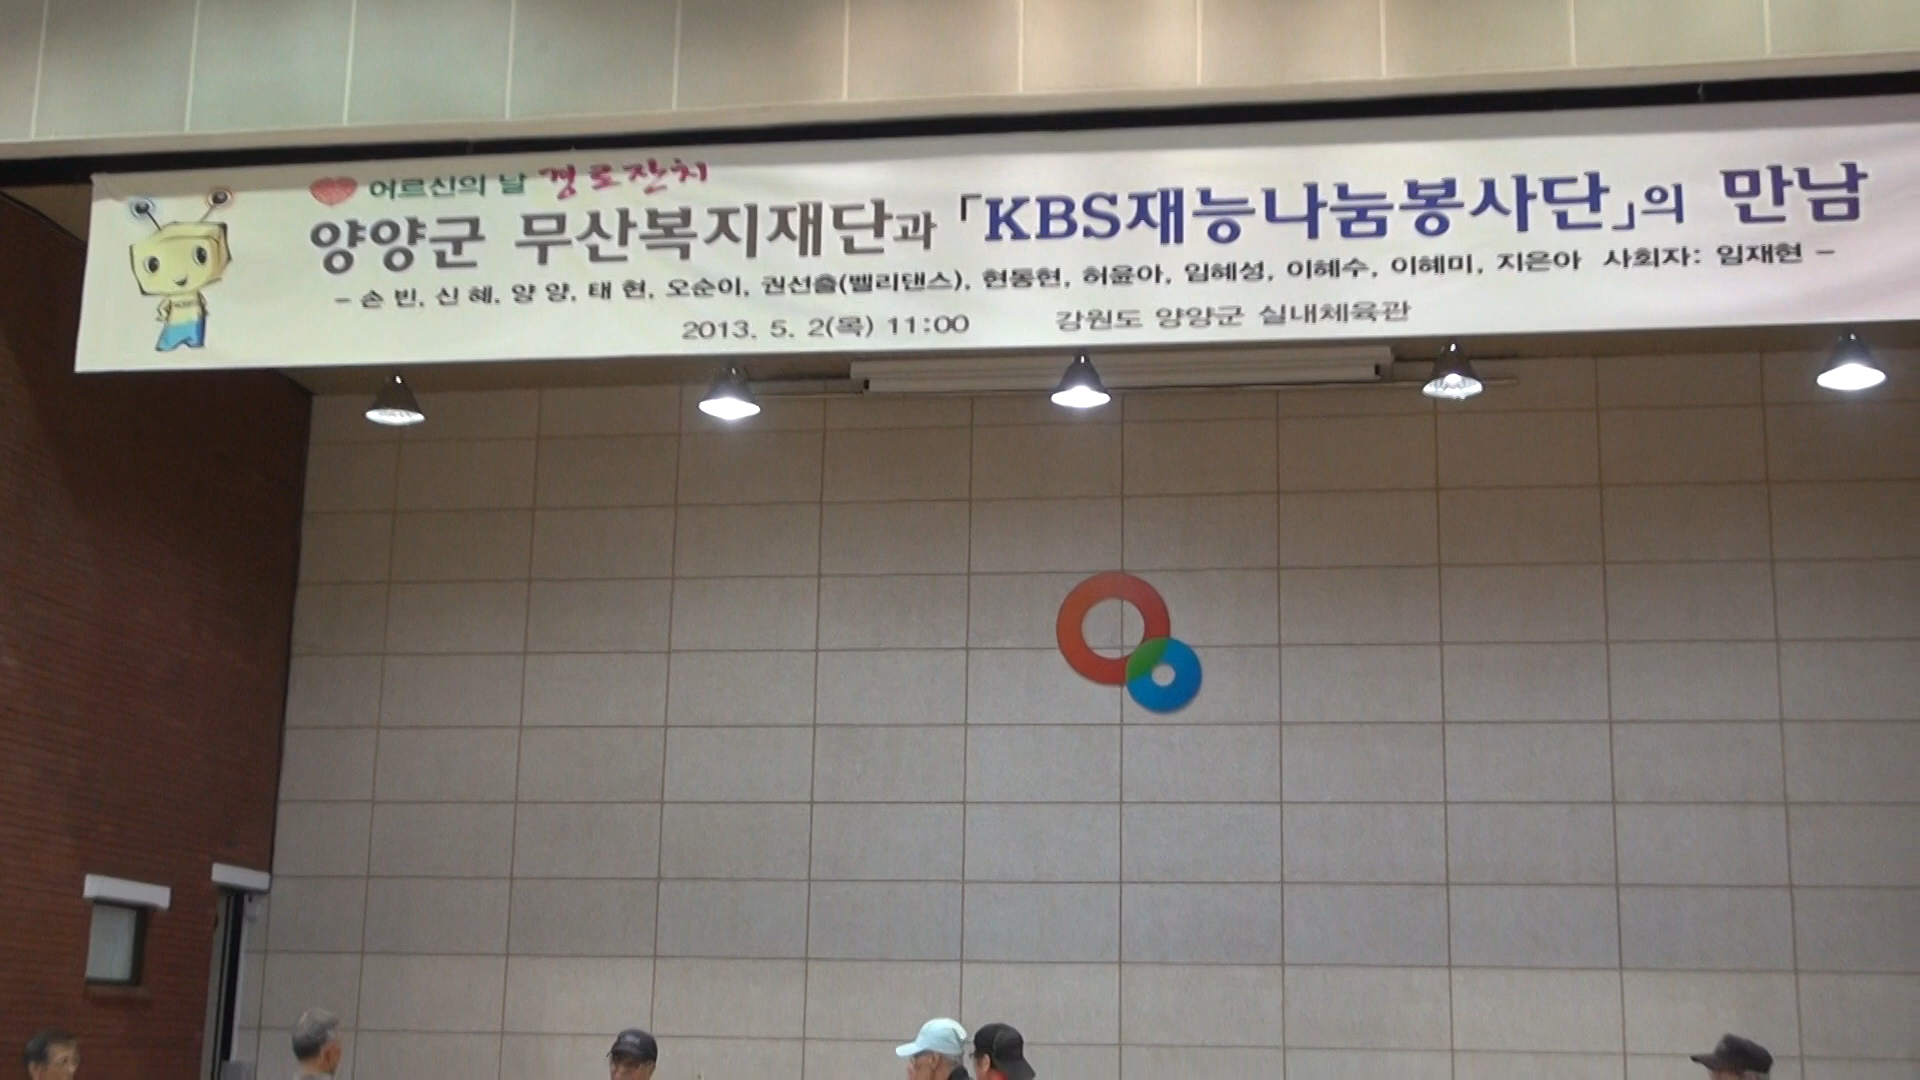 어르신의 날 경로잔치
양양군 무산복지재단과 「KBS재능나눔봉사단」의 만남
- 손 빈, 신 혜, 양 양, 태 현, 오순이, 권선출(벨리댄스), 현동현, 허윤아, 임혜성, 이혜수, 이혜미, 지은아 사회자: 임재현 -
2013. 5. 2(목) 11:00 강원도 양양군 실내체육관